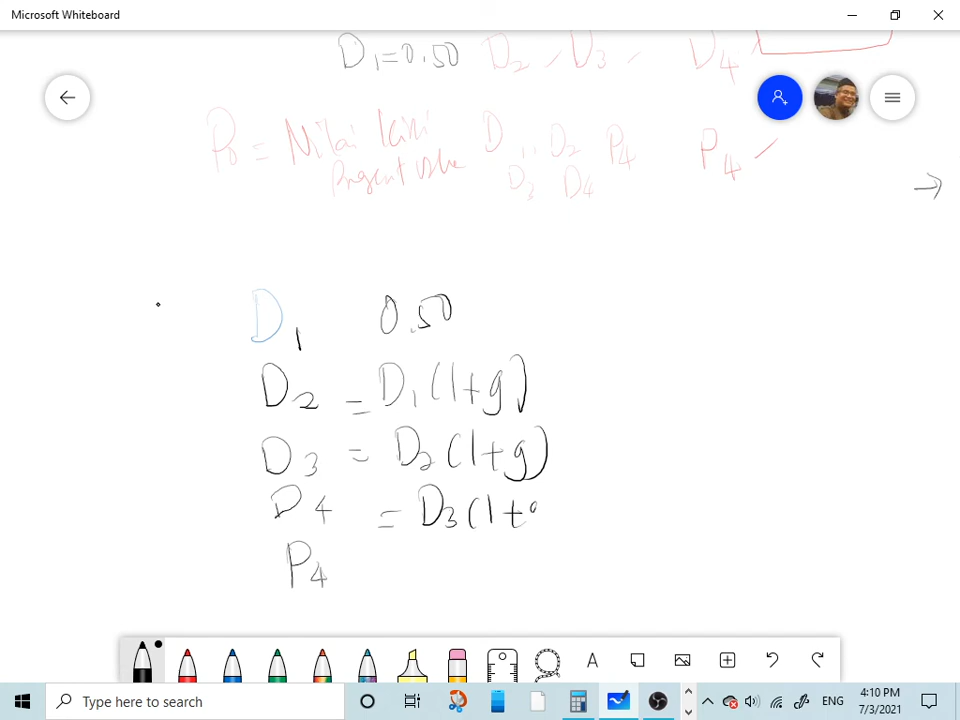 Microsoft Whiteboard
D1=0.50 D2 D3 D4
P0 = Nilai kini D1, D2 P4 P4
Present value D3 D4
D1 0.50
D2 = D1(1+g)
D3 = D2(1+g)
D4 = D3(1+
P4
Type here to search
ENG
4:10 PM
7/3/2021